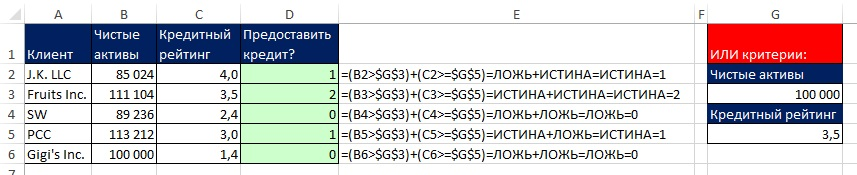 A B C D E F G
1 Клиент Чистые активы Кредитный рейтинг Предоставить кредит? ИЛИ критерии:
2 J.K. LLC 85 024 4,0 1 =(B2>$G$3)+(C2>=$G$5)=ЛОЖЬ+ИСТИНА=ИСТИНА=1 Чистые активы
3 Fruits Inc. 111 104 3,5 2 =(B3>$G$3)+(C3>=$G$5)=ИСТИНА+ИСТИНА=ИСТИНА=2 100 000
4 SW 89 236 2,4 0 =(B4>$G$3)+(C4>=$G$5)=ЛОЖЬ+ЛОЖЬ=ЛОЖЬ=0 Кредитный рейтинг
5 PCC 113 212 3,0 1 =(B5>$G$3)+(C5>=$G$5)=ИСТИНА+ЛОЖЬ=ИСТИНА=1 3,5
6 Gigi's Inc. 100 000 1,4 0 =(B6>$G$3)+(C6>=$G$5)=ЛОЖЬ+ЛОЖЬ=ЛОЖЬ=0
7